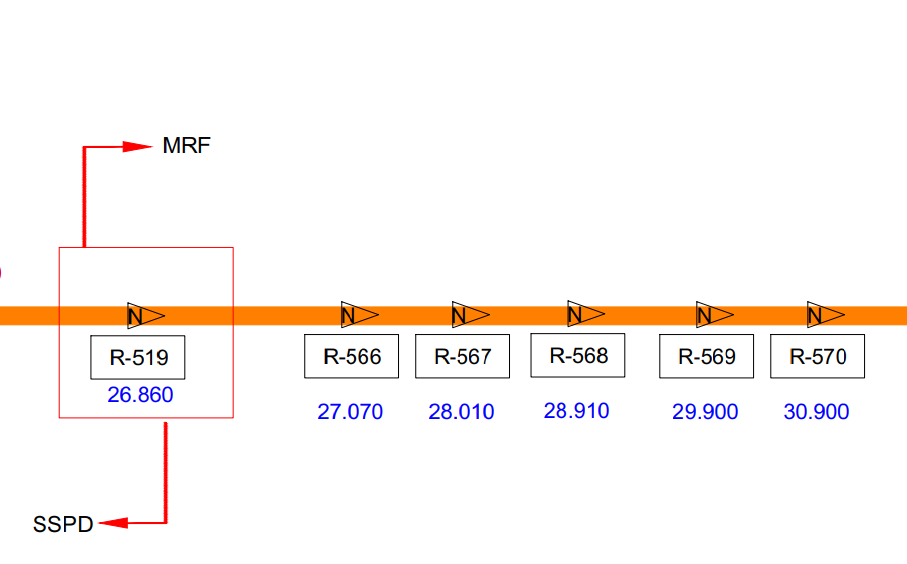 MRF
N N N N N N
R-519 R-566 R-567 R-568 R-569 R-570
26.860 27.070 28.010 28.910 29.900 30.900
SSPD